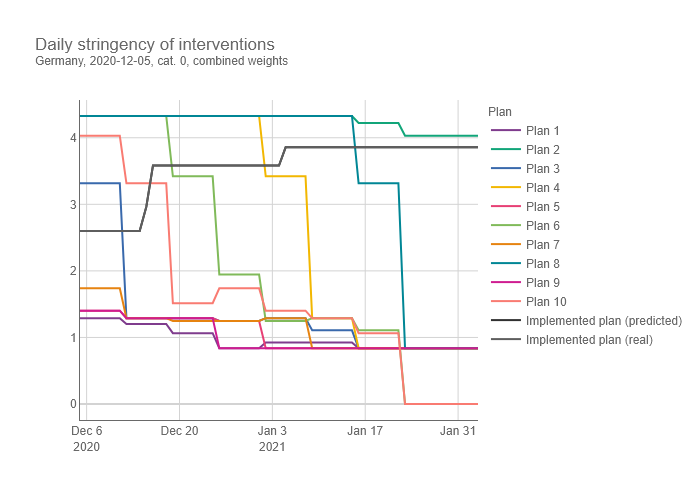 Daily stringency of interventions
Germany, 2020-12-05, cat. 0, combined weights
Plan
Plan 1
Plan 2
Plan 3
Plan 4
Plan 5
Plan 6
Plan 7
Plan 8
Plan 9
Plan 10
Implemented plan (predicted)
Implemented plan (real)
4
3
2
1
0
Dec 6 Dec 20 Jan 3 Jan 17 Jan 31
2020 2021